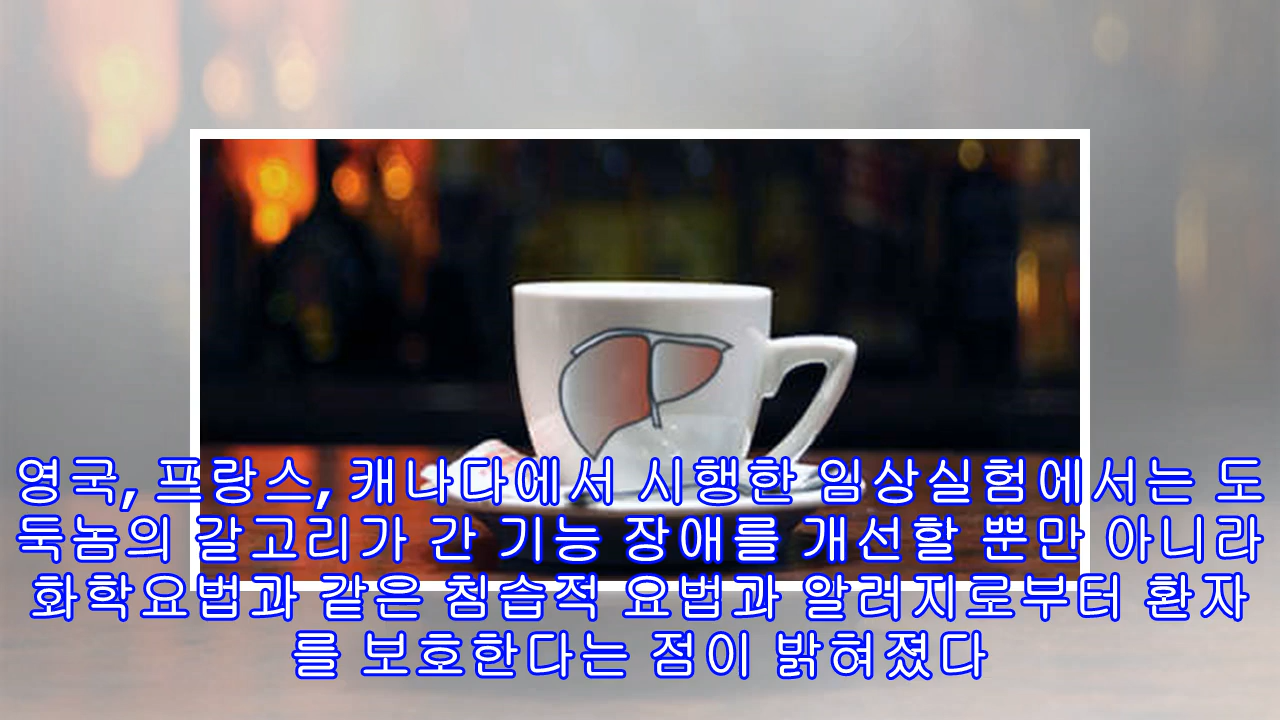 영국, 프랑스, 캐나다에서 시행한 임상실험에서는 도
둑놈의 갈고리가 간 기능 장애를 개선할 뿐만 아니라
화학요법과 같은 침습적 요법과 알러지로부터 환자
를 보호한다는 점이 밝혀졌다